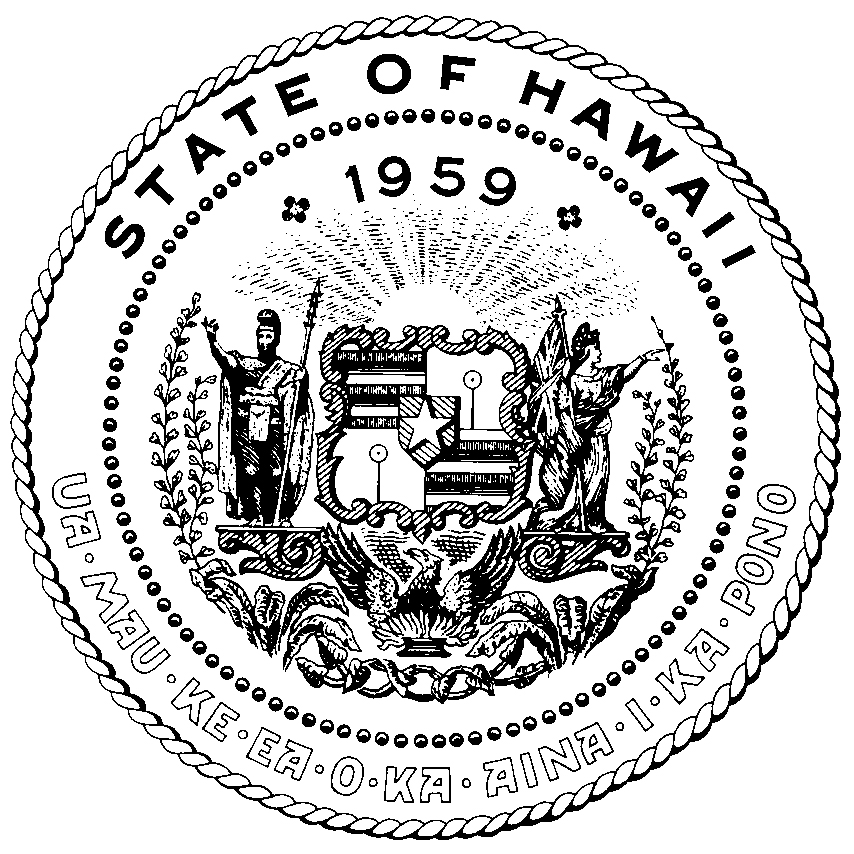 STATE OF HAWAII
1959
UA · MAU · KE · EA · O · KA · AINA · I · KA · PONO